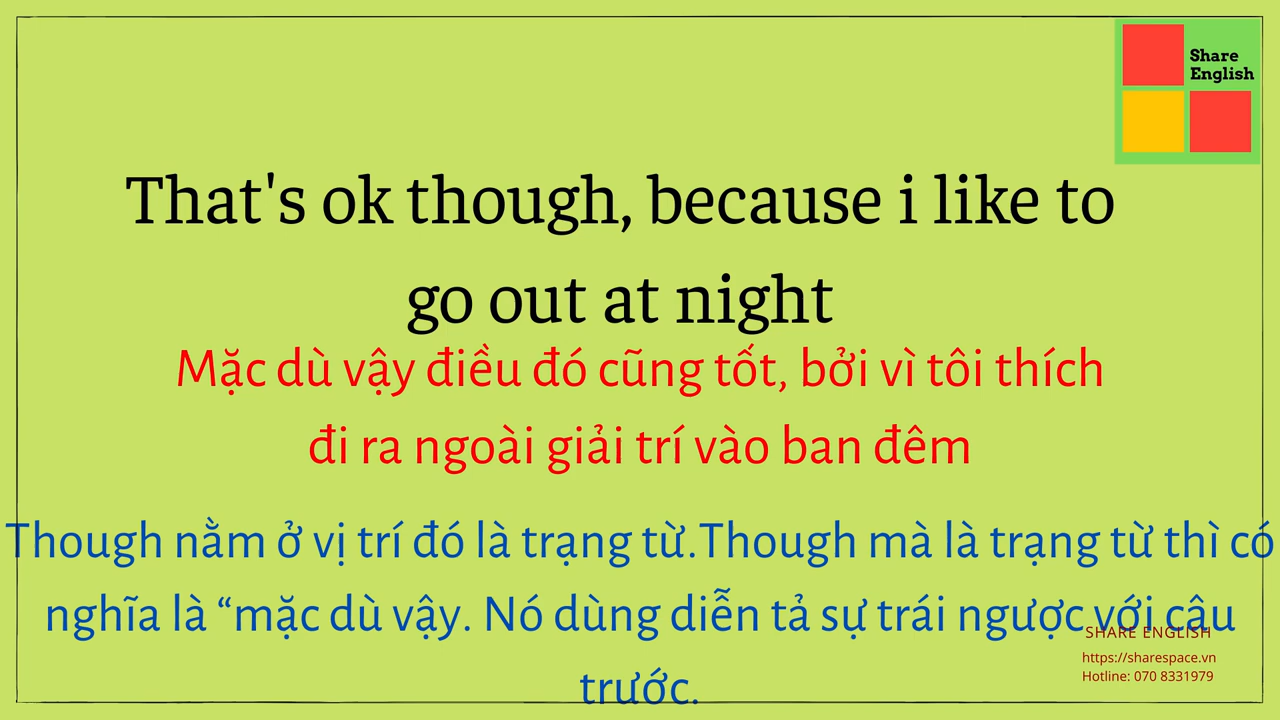 Share
English
That's ok though, because i like to
go out at night
Mặc dù vậy điều đó cũng tốt, bởi vì tôi thích
đi ra ngoài giải trí vào ban đêm
Though nằm ở vị trí đó là trạng từ.Though mà là trạng từ thì có
nghĩa là “mặc dù vậy. Nó dùng diễn tả sự trái ngược với câu
trước.
SHARE ENGLISH
https://sharespace.vn
Hotline: 070 8331979